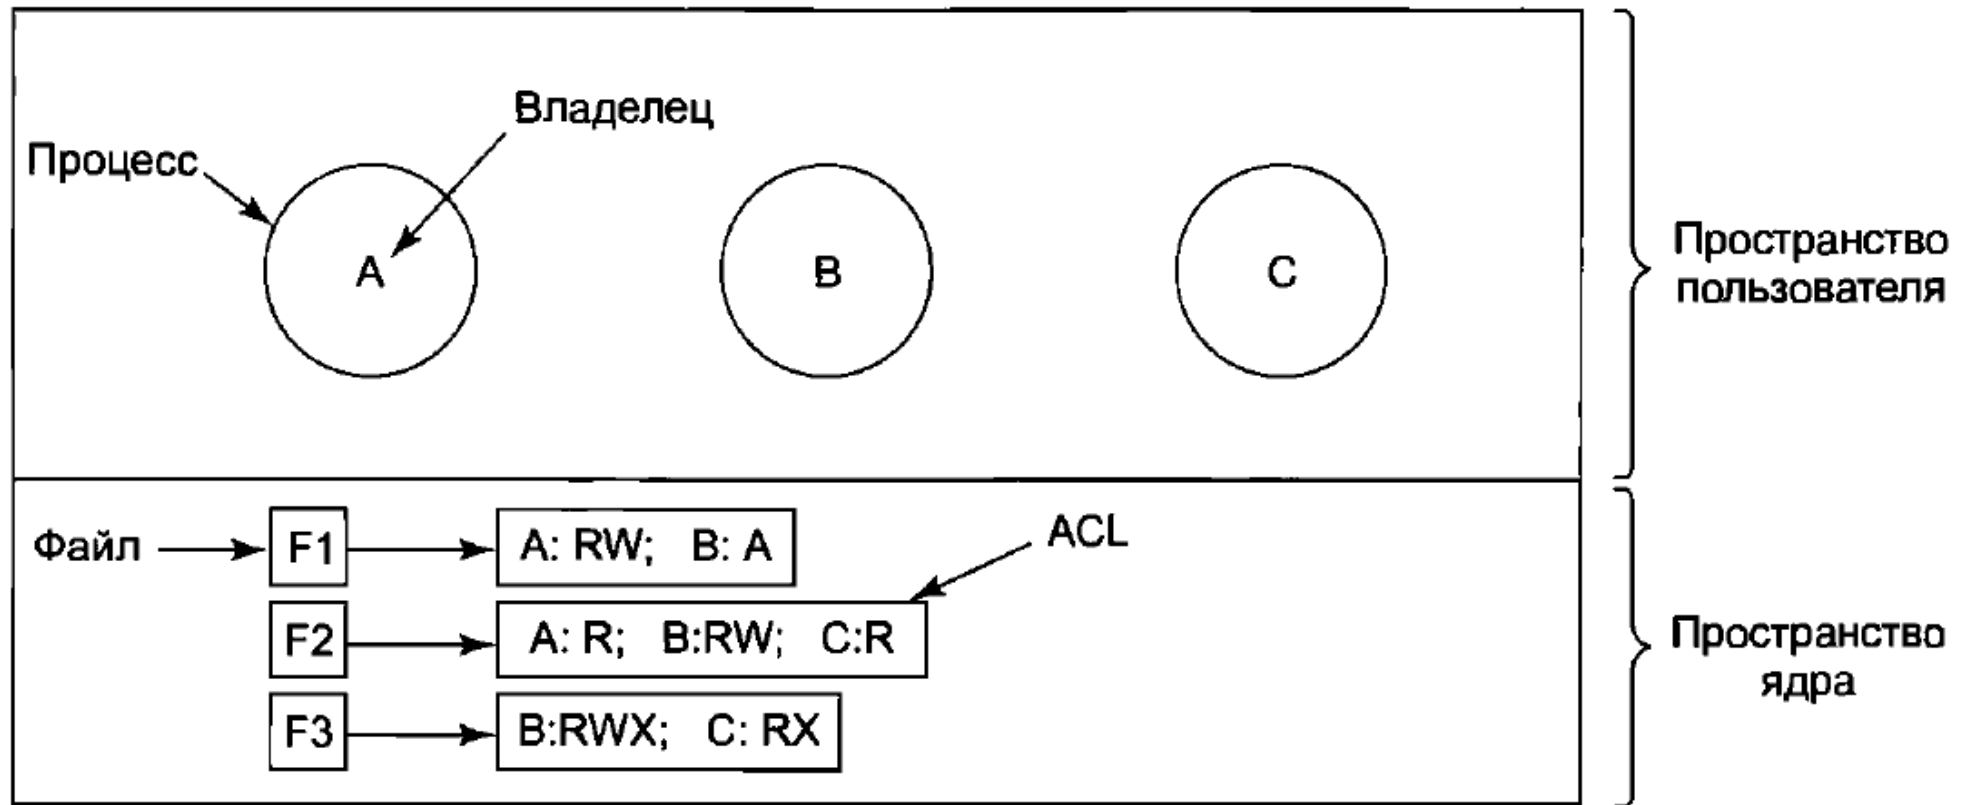 Владелец
Процесс
A
B
C
Пространство
пользователя
Файл
F1
A: RW; B: A
ACL
F2
A: R; B:RW; C:R
F3
B:RWX; C: RX
Пространство
ядра